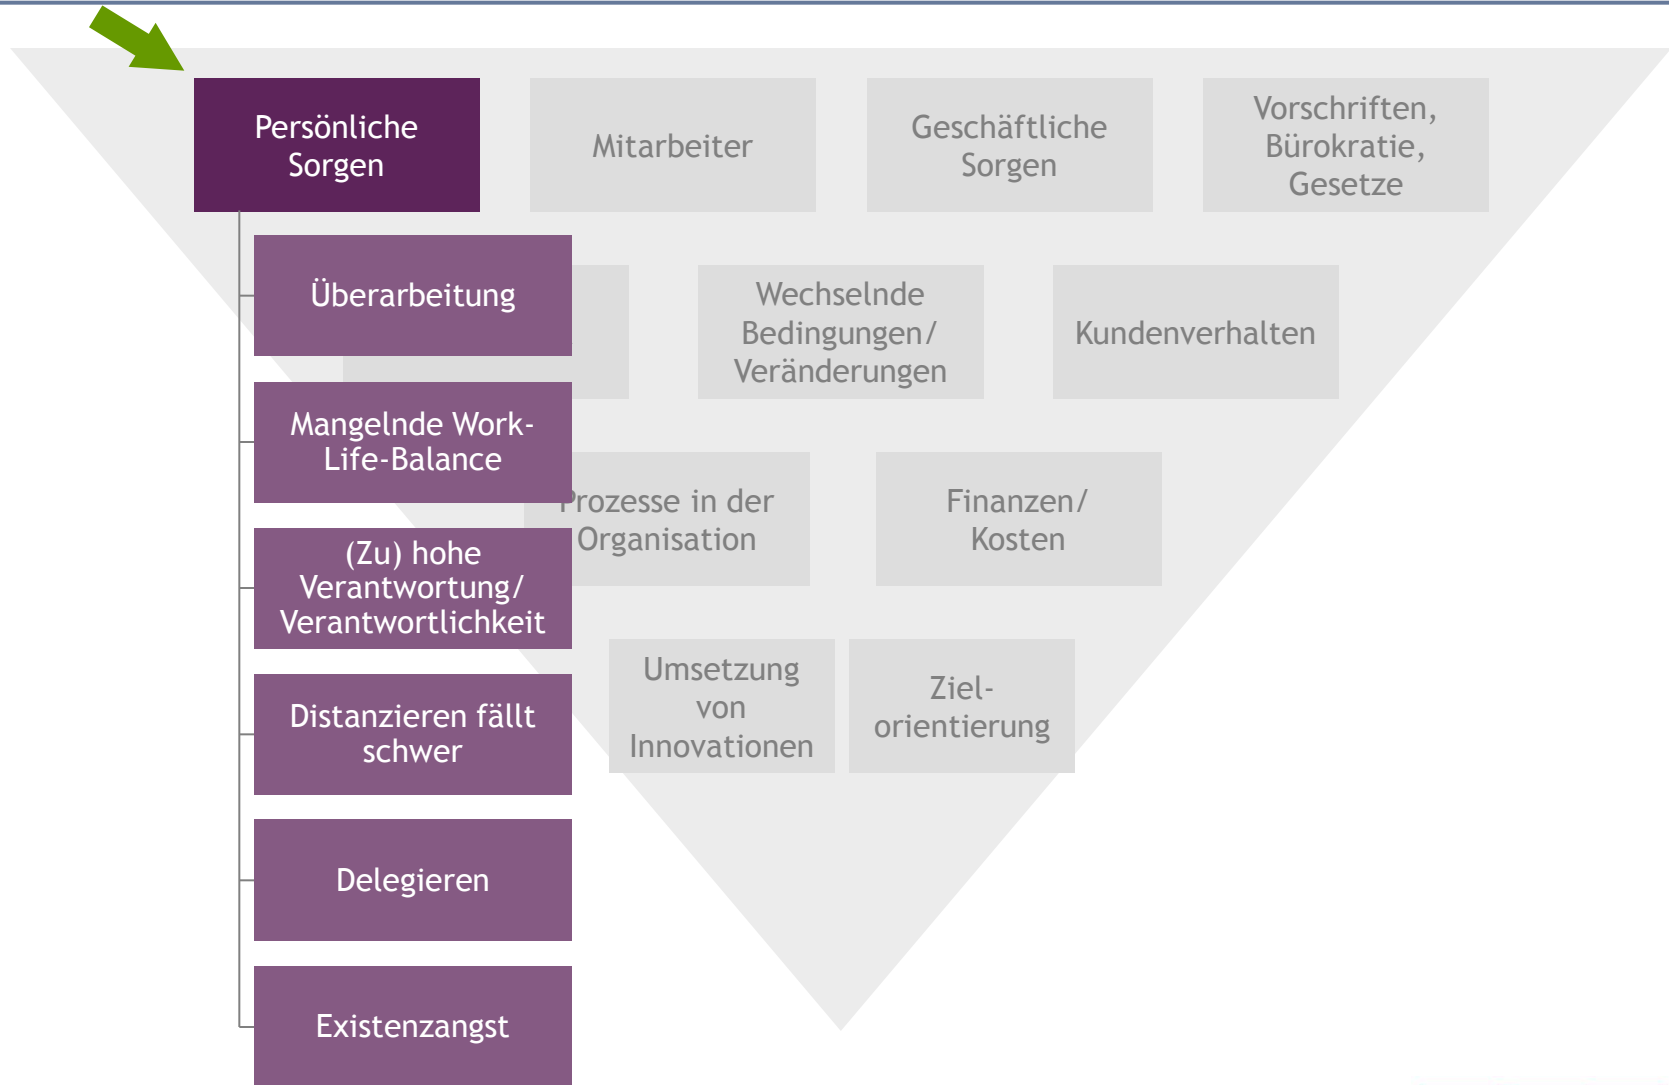 Persönliche
Sorgen
Mitarbeiter
Geschäftliche
Sorgen
Vorschriften,
Bürokratie,
Gesetze
Überarbeitung
Mangelnde Work-
Life-Balance
(Zu) hohe
Verantwortung/
Verantwortlichkeit
Distanzieren fällt
schwer
Delegieren
Existenzangst
Wechselnde
Bedingungen/
Veränderungen
Kundenverhalten
Prozesse in der
Organisation
Finanzen/
Kosten
Umsetzung
von
Innovationen
Ziel-
orientierung